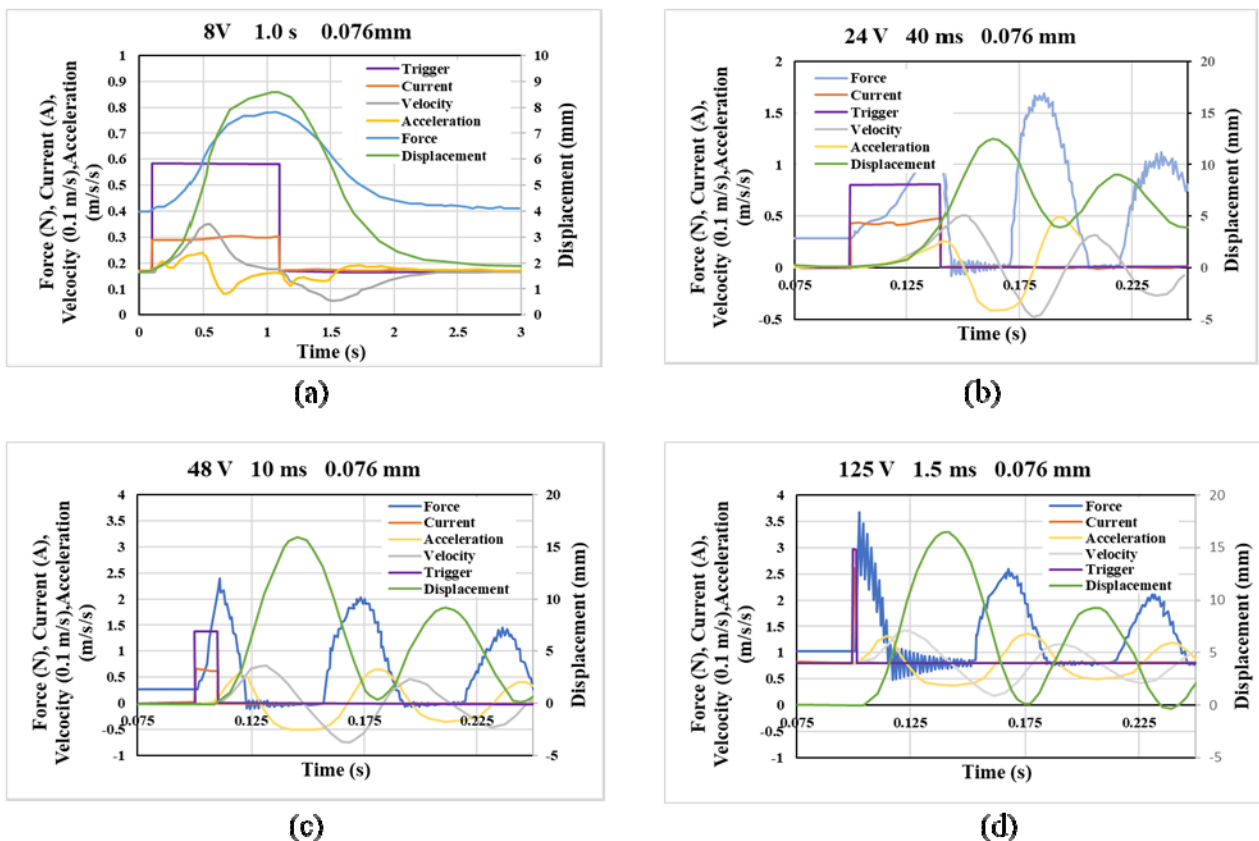 8V 1.0 s 0.076mm
Force (N), Current (A),
Velcocity (0.1 m/s),Acceleration
(m/s/s)
1
0.9
0.8
0.7
0.6
0.5
0.4
0.3
0.2
0.1
0
Trigger
Current
Velocity
Acceleration
Force
Displacement
10
9
8
7
6
5
4
3
2
1
0
Displacement (mm)
0 0.5 1 1.5 2 2.5 3
Time (s)
(a)
24 V 40 ms 0.076 mm
Force (N), Current (A),
Velcocity (0.1 m/s),Acceleration
(m/s/s)
2
1.5
1
0.5
0
-0.5
Force
Current
Trigger
Velocity
Acceleration
Displacement
20
15
10
5
0
-5
Displacement (mm)
0.075 0.125 0.175 0.225
Time (s)
(b)
48 V 10 ms 0.076 mm
Force (N), Current (A),
Velcocity (0.1 m/s),Acceleration
(m/s/s)
4
3.5
3
2.5
2
1.5
1
0.5
0
-0.5
-1
Force
Current
Acceleration
Velocity
Trigger
Displacement
20
15
10
5
0
-5
Displacement (mm)
0.075 0.125 0.175 0.225
Time (s)
(c)
125 V 1.5 ms 0.076 mm
Force (N), Current (A),
Velcocity (0.1 m/s),Acceleration
(m/s/s)
4
3.5
3
2.5
2
1.5
1
0.5
0
-0.5
-1
Force
Current
Acceleration
Velocity
Trigger
Displacement
20
15
10
5
0
-5
Displacement (mm)
0.075 0.125 0.175 0.225
Time (s)
(d)